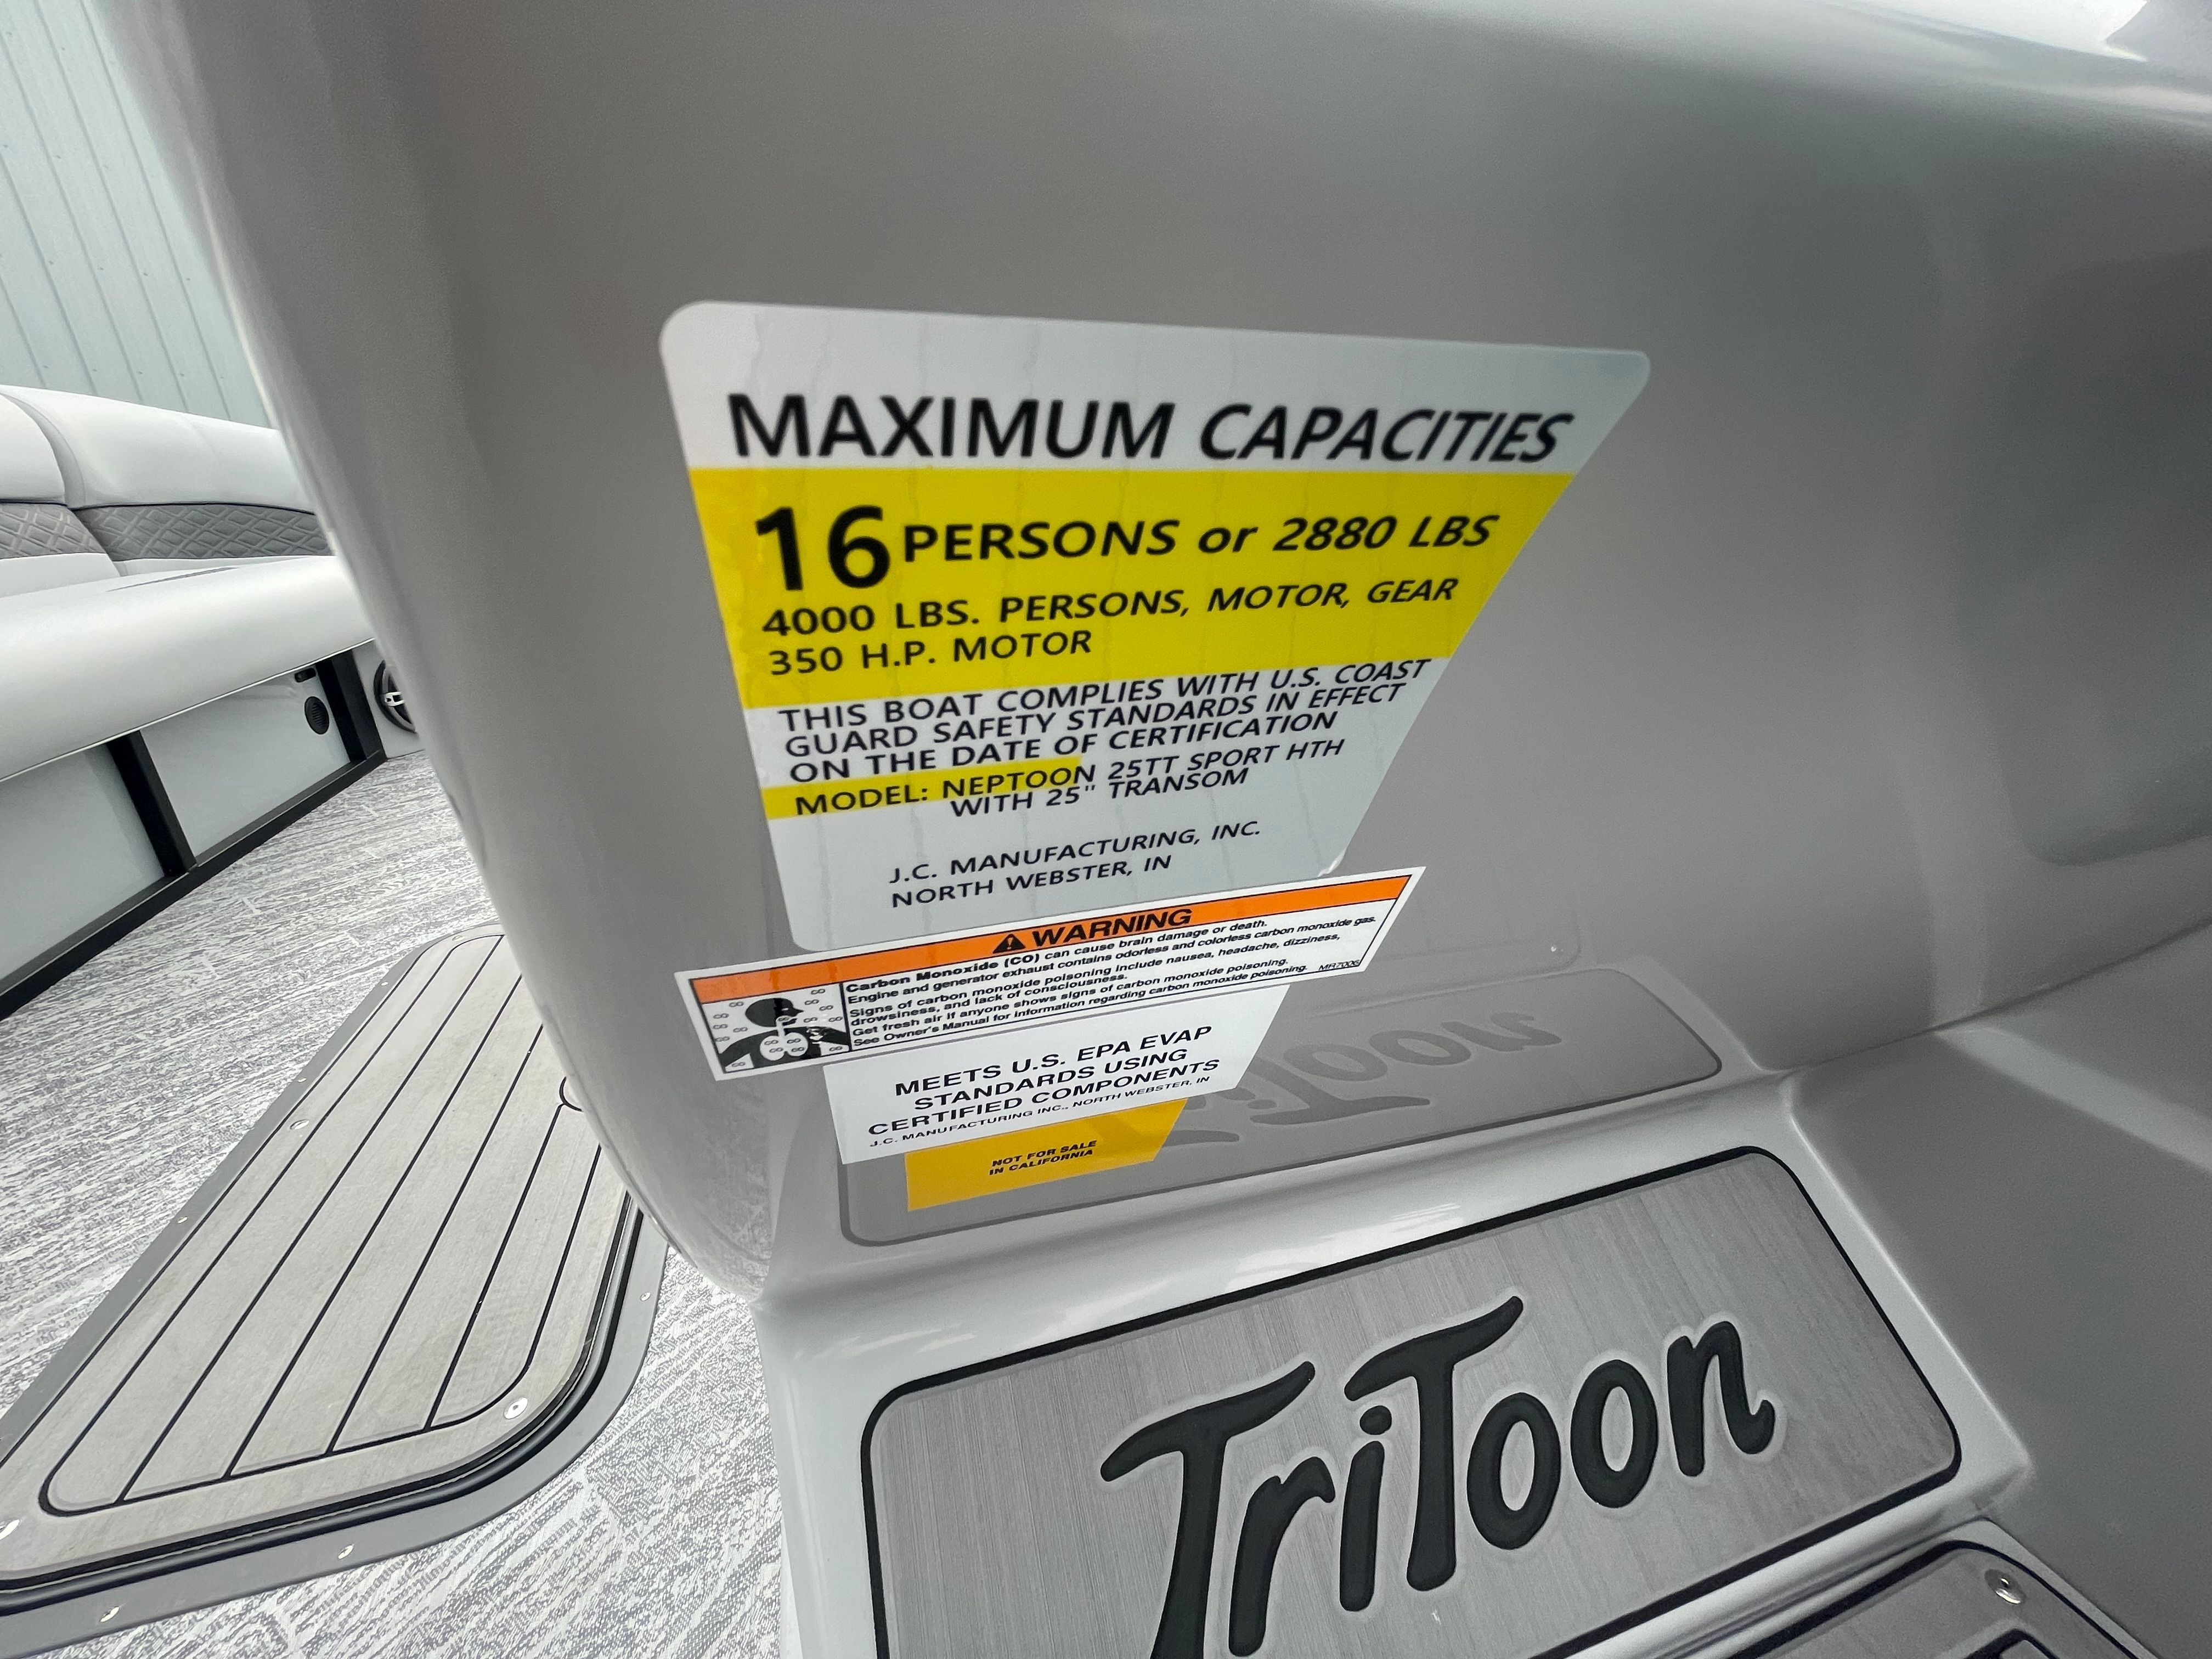 MAXIMUM CAPACITIES
16 PERSONS or 2880 LBS
4000 LBS. PERSONS, MOTOR, GEAR
350 H.P. MOTOR
THIS BOAT COMPLIES WITH U.S. COAST
GUARD SAFETY STANDARDS IN EFFECT
ON THE DATE OF CERTIFICATION
MODEL: NEPTOON 25TT SPORT HTH
WITH 25" TRANSOM
J.C. MANUFACTURING, INC.
NORTH WEBSTER, IN
WARNING
Carbon Monoxide (CO) can cause brain damage or death.
Engine and generator exhaust contains odorless and colorless carbon monoxide gas.
Signs of carbon monoxide poisoning include nausea, headache, dizziness,
drowsiness, and lack of consciousness.
Get fresh air if anyone shows signs of carbon monoxide poisoning.
See Owner's Manual for information regarding carbon monoxide poisoning.
MR7006
MEETS U.S. EPA EVAP
STANDARDS USING
CERTIFIED COMPONENTS
J.C. MANUFACTURING INC., NORTH WEBSTER, IN
NOT FOR SALE
IN CALIFORNIA
TriToon